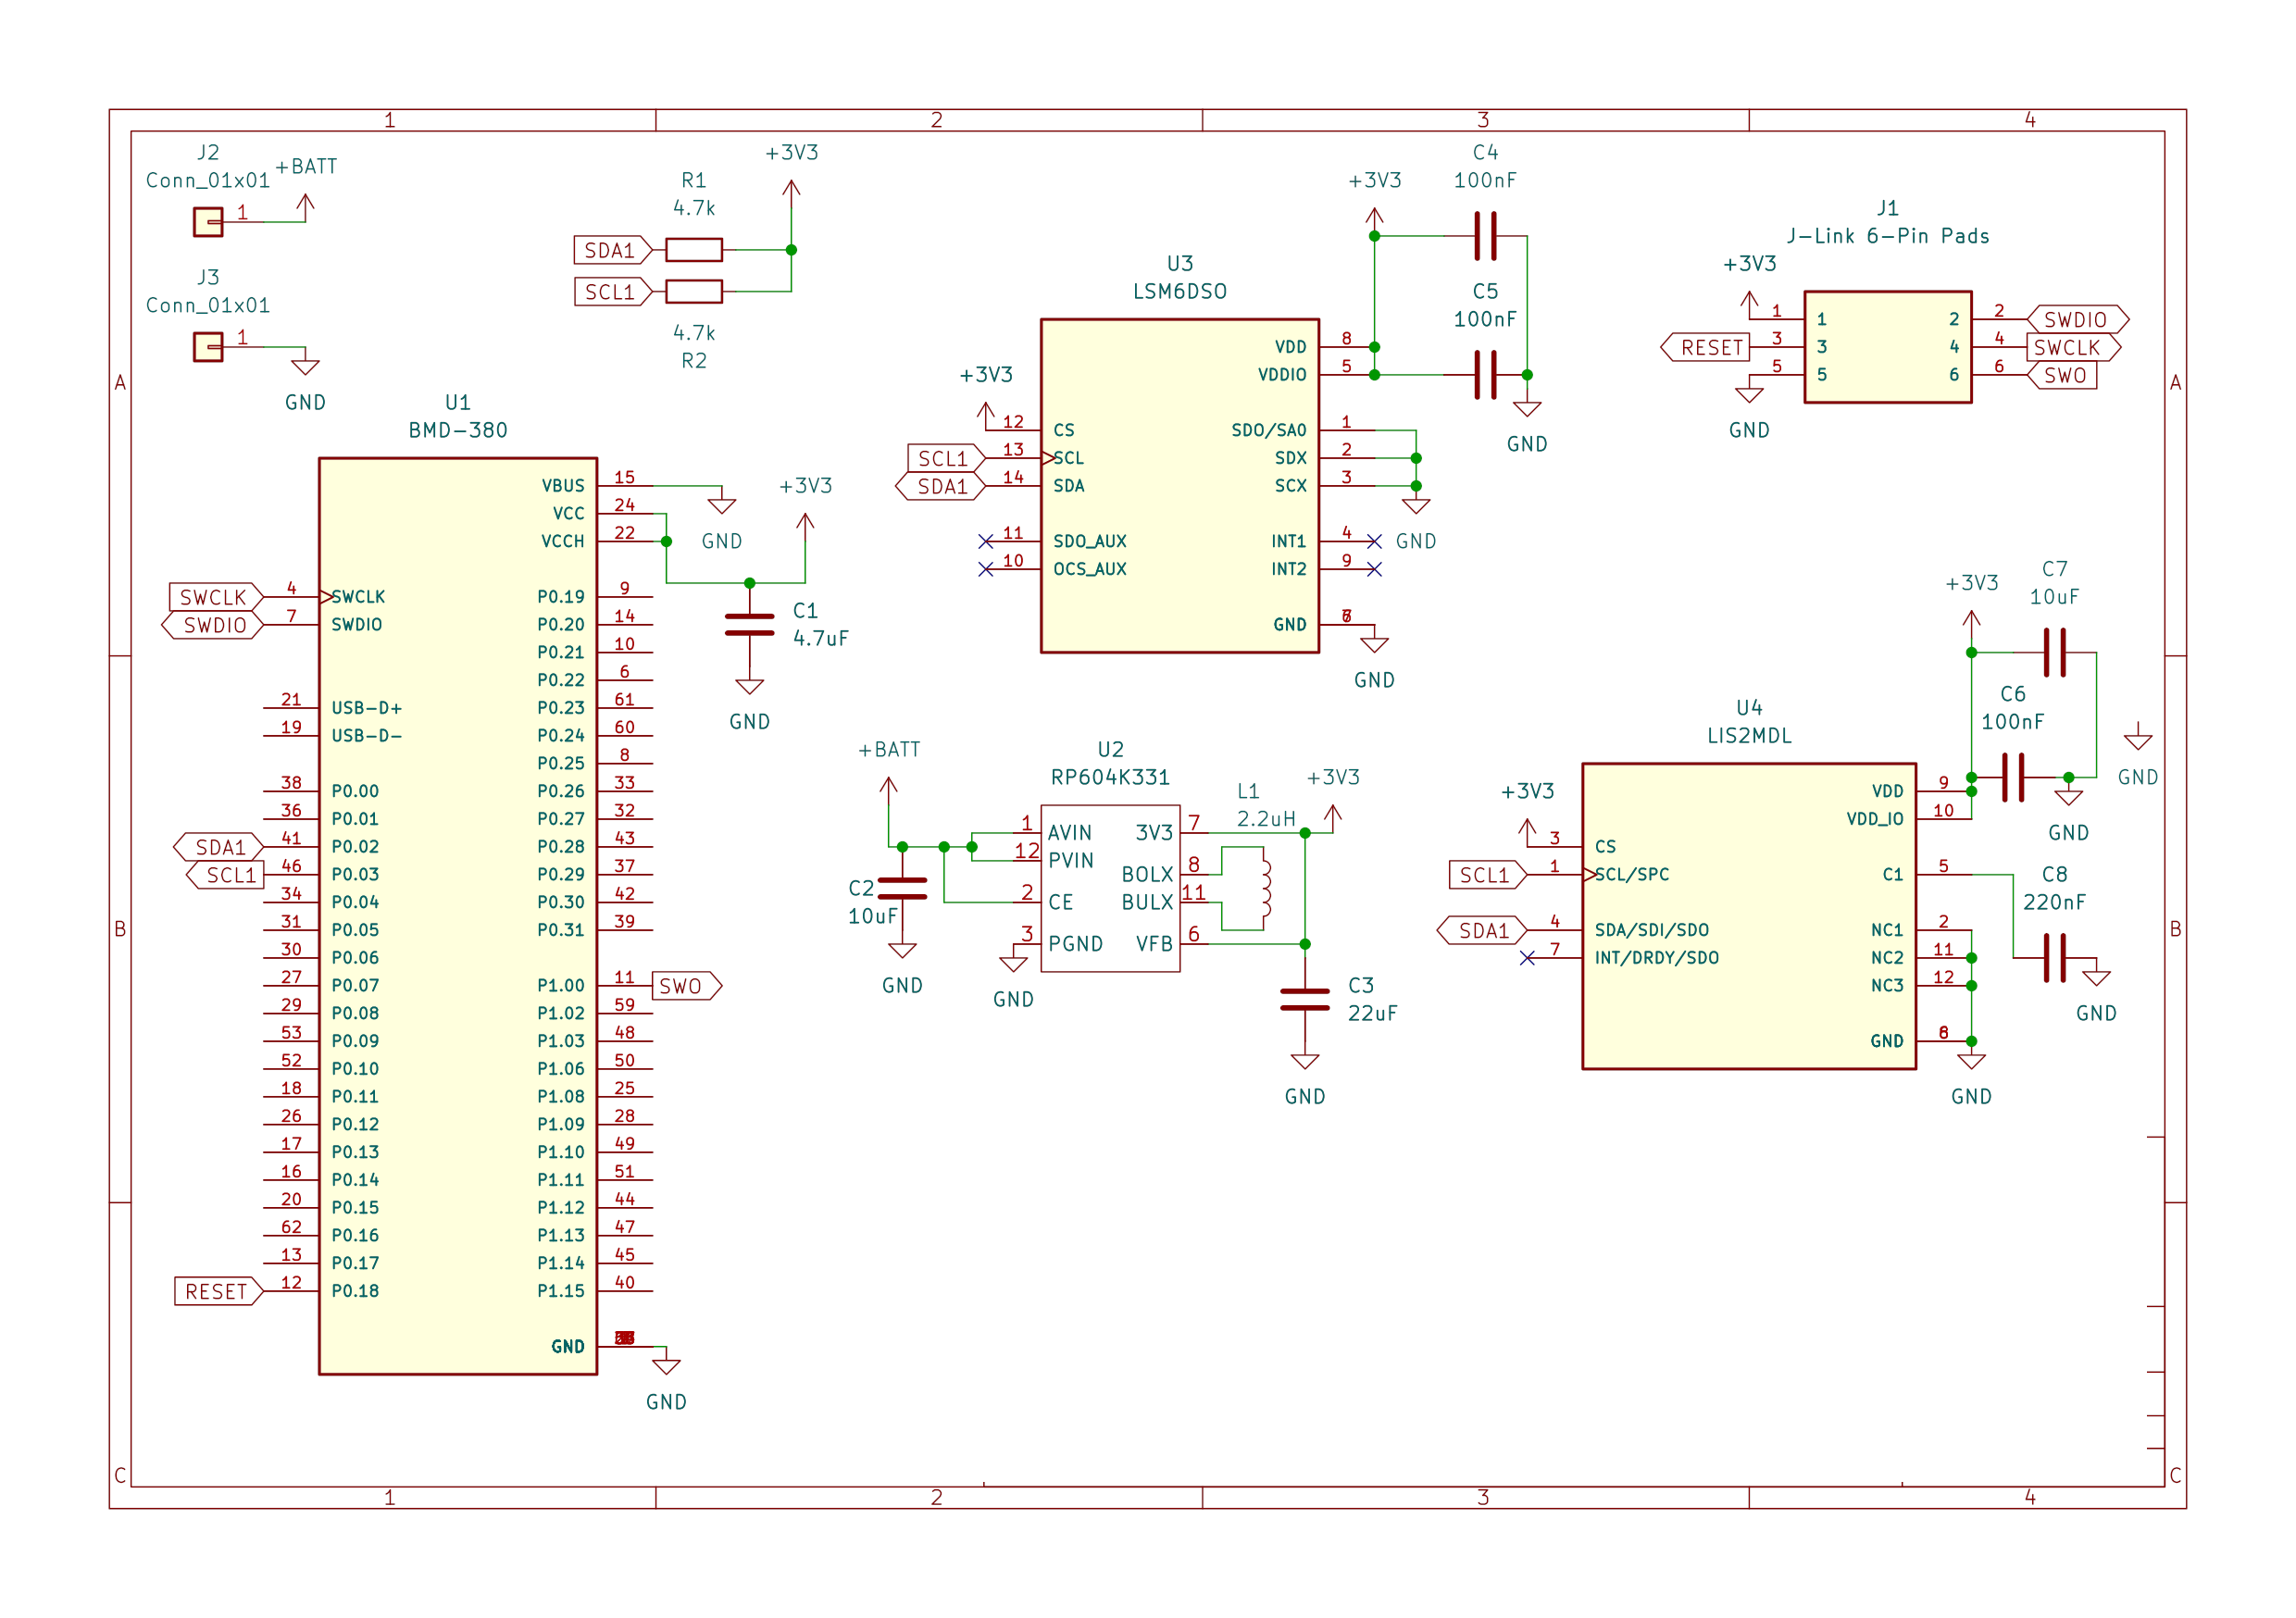 1
2
3
4
A
B
C
A
B
C
1
2
3
4
J2
Conn_01x01
1
+BATT
J3
Conn_01x01
1
GND
R1
4.7k
SDA1
SCL1
4.7k
R2
+3V3
U1
BMD-380
VBUS 15
VCC 24
VCCH 22
GND
+3V3
C1
4.7uF
GND
SWCLK 4 SWCLK
SWDIO 7 SWDIO
21 USB-D+
19 USB-D-
38 P0.00
36 P0.01
SDA1 41 P0.02
SCL1 46 P0.03
34 P0.04
31 P0.05
30 P0.06
27 P0.07
29 P0.08
53 P0.09
52 P0.10
18 P0.11
26 P0.12
17 P0.13
16 P0.14
20 P0.15
62 P0.16
13 P0.17
RESET 12 P0.18
P0.19 9
P0.20 14
P0.21 10
P0.22 6
P0.23 61
P0.24 60
P0.25 8
P0.26 33
P0.27 32
P0.28 43
P0.29 37
P0.30 42
P0.31 39
P1.00 11 SWO
P1.02 59
P1.03 48
P1.06 50
P1.08 25
P1.09 28
P1.10 49
P1.11 51
P1.12 44
P1.13 47
P1.14 45
P1.15 40
GND
GND
U3
LSM6DSO
+3V3
12 CS
SCL1 13 SCL
SDA1 14 SDA
11 SDO_AUX
10 OCS_AUX
VDD 8
VDDIO 5
SDO/SA0 1
SDX 2
SCX 3
INT1 4
INT2 9
GND
GND
GND
+3V3
C4
100nF
C5
100nF
GND
J1
J-Link 6-Pin Pads
+3V3
1 1
RESET 3 3
5 5
GND
2 2 SWDIO
4 4 SWCLK
6 6 SWO
+BATT
C2
10uF
GND
U2
RP604K331
1 AVIN
12 PVIN
2 CE
3 PGND
GND
3V3 7
BOLX 8
BULX 11
VFB 6
L1
2.2uH
+3V3
C3
22uF
GND
U4
LIS2MDL
+3V3
3 CS
SCL1 1 SCL/SPC
SDA1 4 SDA/SDI/SDO
7 INT/DRDY/SDO
VDD 9
VDD_IO 10
C1 5
NC1 2
NC2 11
NC3 12
GND
GND
+3V3
C7
10uF
C6
100nF
GND
GND
C8
220nF
GND